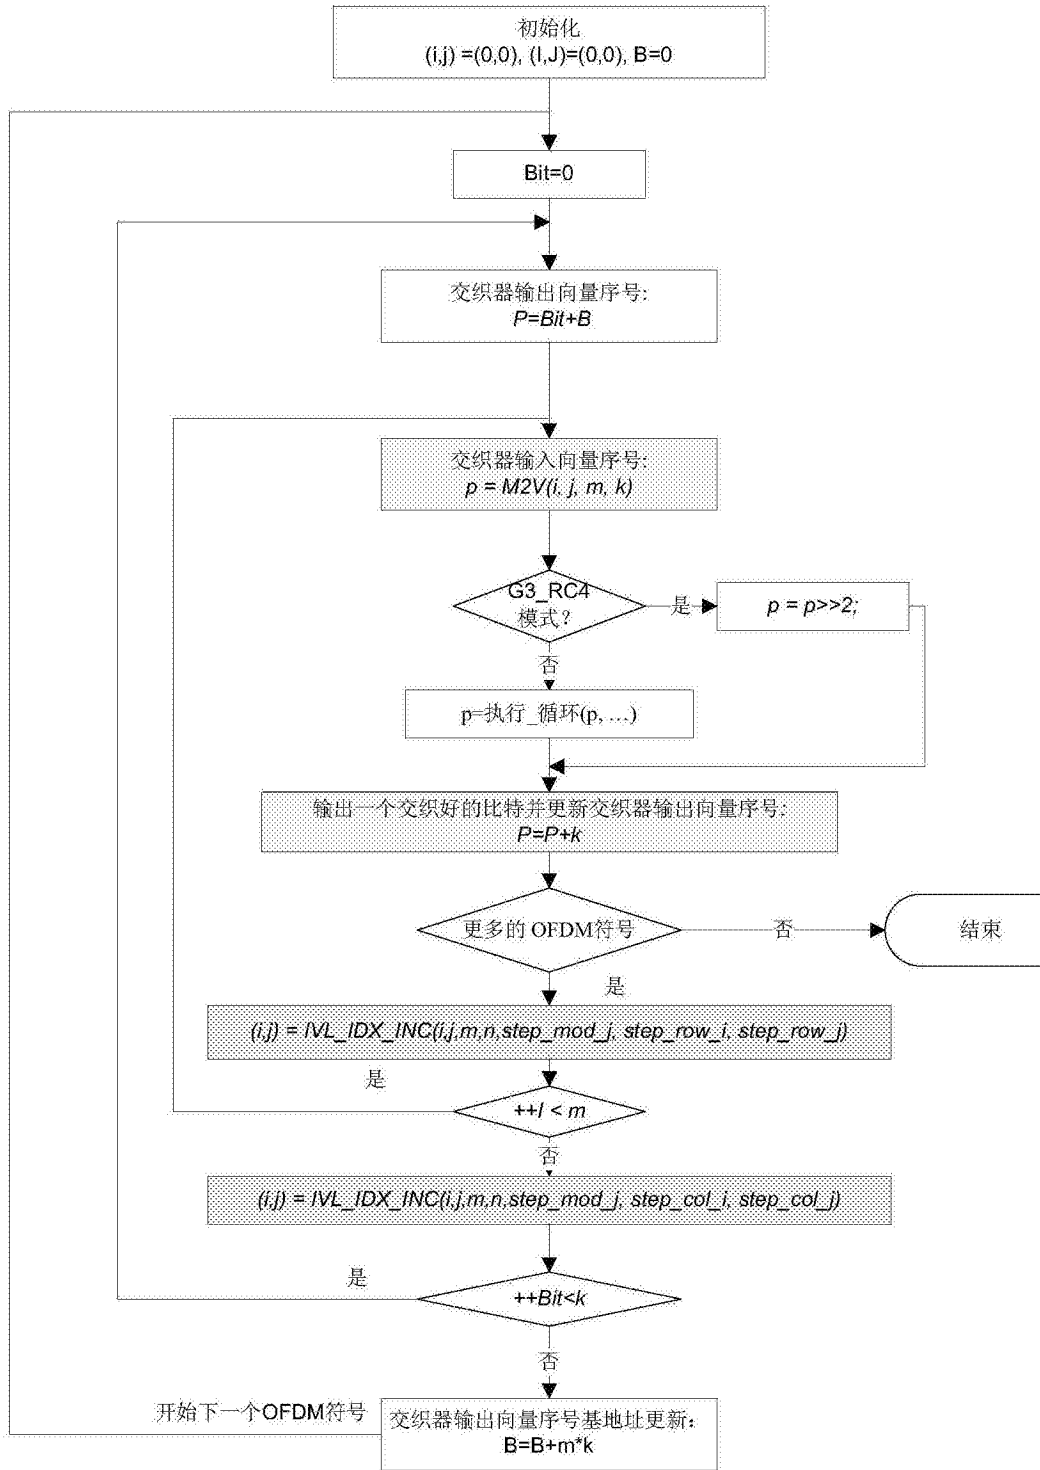 初始化
(i,j) =(0,0), (I,J)=(0,0), B=0
Bit=0
交织器输出向量序号:
P=Bit+B
交织器输入向量序号:
p = M2V(i, j, m, k)
G3_RC4
模式?
是
p = p>>2;
否
p=执行_循环(p, …)
输出一个交织好的比特并更新交织器输出向量序号:
P=P+k
更多的 OFDM符号
否
结束
是
(i,j) = IVL_IDX_INC(i,j,m,n,step_mod_j, step_row_i, step_row_j)
是
++I < m
否
(i,j) = IVL_IDX_INC(i,j,m,n,step_mod_j, step_col_i, step_col_j)
是
++Bit<k
否
开始下一个OFDM符号
交织器输出向量序号基地址更新:
B=B+m*k